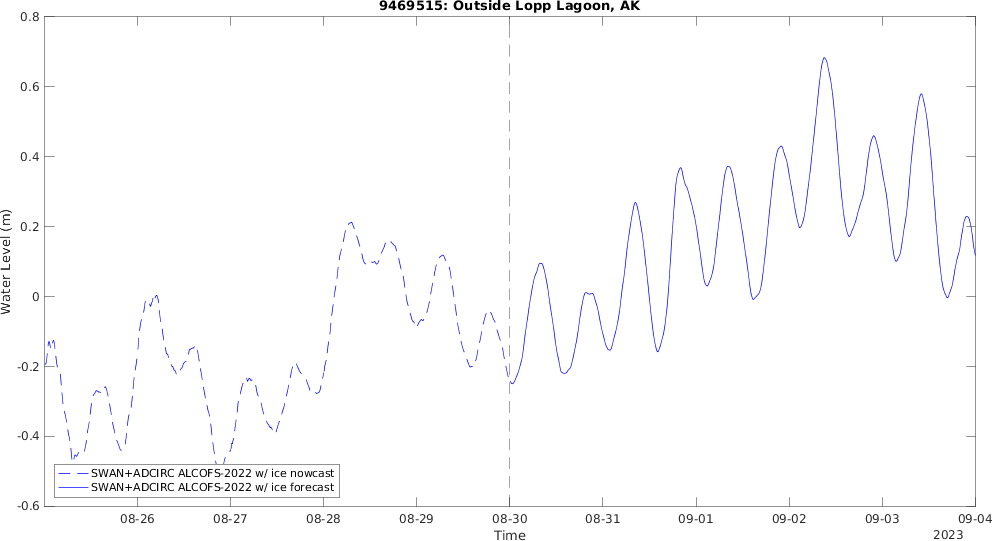 9469515: Outside Lopp Lagoon, AK
0.8
0.6
0.4
0.2
0
-0.2
-0.4
-0.6
Water Level (m)
SWAN+ADCIRC ALCOFS-2022 w/ ice nowcast
SWAN+ADCIRC ALCOFS-2022 w/ ice forecast
08-26 08-27 08-28 08-29 08-30 08-31 09-01 09-02 09-03 09-04
Time
2023